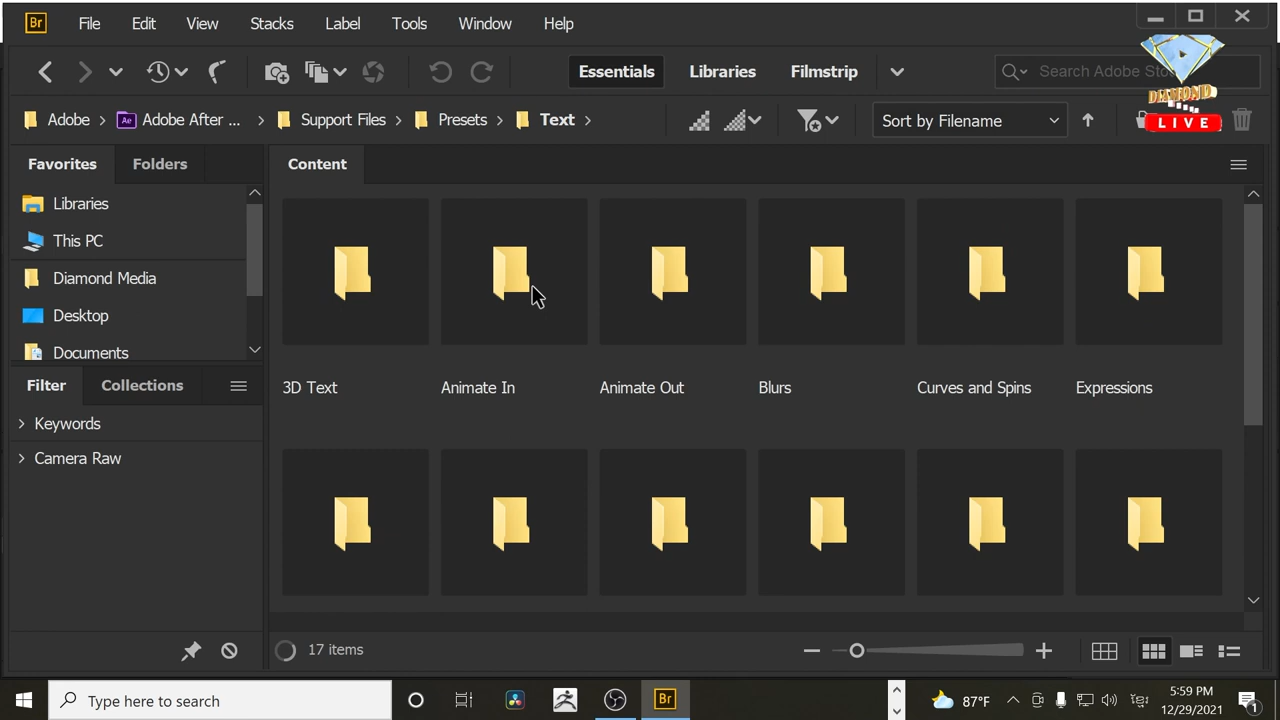 Br File Edit View Stacks Label Tools Window Help
Essentials Libraries Filmstrip
DIAMOND
LIVE
Adobe Ae Adobe After ... Support Files Presets Text Sort by Filename
Favorites Folders Content
Libraries
This PC
Diamond Media
Desktop
Documents
3D Text Animate In Animate Out Blurs Curves and Spins Expressions
Filter Collections
Keywords
Camera Raw
17 items
Type here to search
Br
87°F
5:59 PM
12/29/2021
1